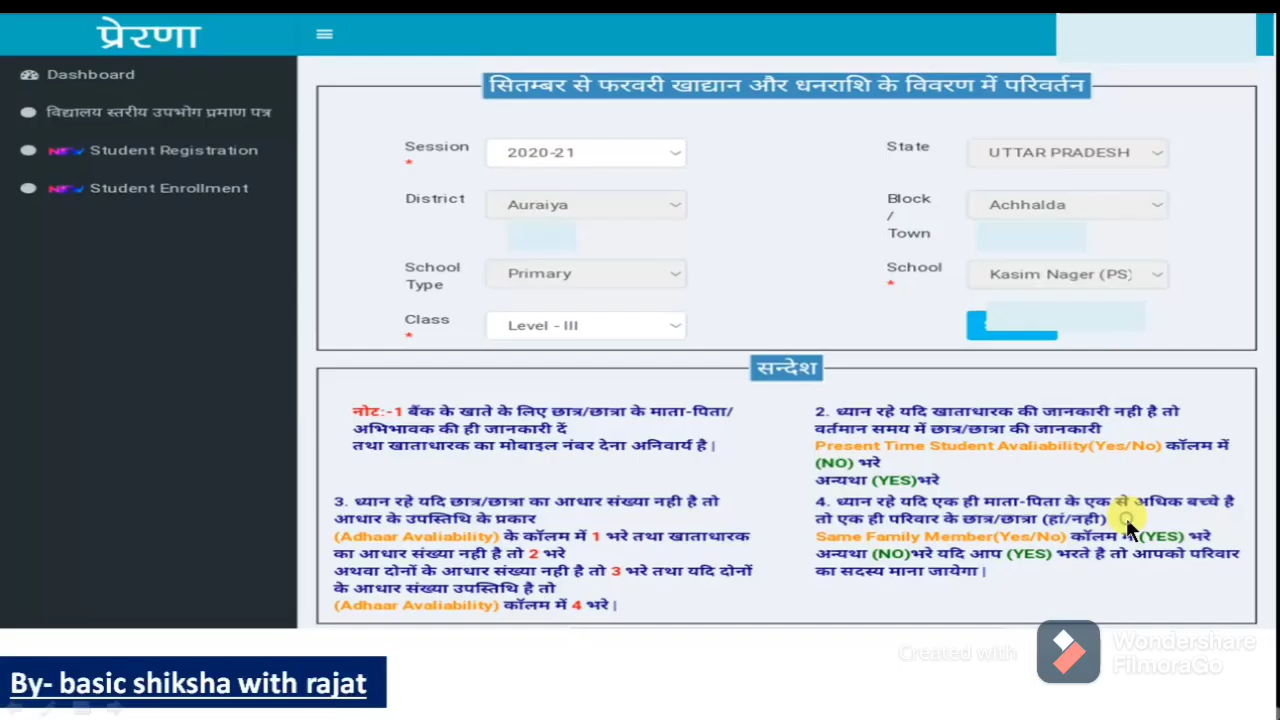 प्रेरणा
Dashboard
विद्यालय स्तरीय उपभोग प्रमाण पत्र
NEW Student Registration
NEW Student Enrollment
सितम्बर से फरवरी खाद्यान और धनराशि के विवरण में परिवर्तन
Session * 2020-21
State UTTAR PRADESH
District Auraiya
Block / Town Achhalda
School Type Primary
School * Kasim Nager (PS)
Class * Level - III
सन्देश
नोट:-1 बैंक के खाते के लिए छात्र/छात्रा के माता-पिता/
अभिभावक की ही जानकारी दें
तथा खाताधारक का मोबाइल नंबर देना अनिवार्य है |
2. ध्यान रहे यदि खाताधारक की जानकारी नही है तो
वर्तमान समय में छात्र/छात्रा की जानकारी
Present Time Student Avaliability(Yes/No) कॉलम में
(NO) भरे
अन्यथा (YES)भरे
3. ध्यान रहे यदि छात्र/छात्रा का आधार संख्या नही है तो
आधार के उपस्तिथि के प्रकार
(Adhaar Avaliability) के कॉलम में 1 भरे तथा खाताधारक
का आधार संख्या नही है तो 2 भरे
अथवा दोनों के आधार संख्या नही है तो 3 भरे तथा यदि दोनों
के आधार संख्या उपस्तिथि है तो
(Adhaar Avaliability) कॉलम में 4 भरे |
4. ध्यान रहे यदि एक ही माता-पिता के एक से अधिक बच्चे है
तो एक ही परिवार के छात्र/छात्रा (हां/नही)
Same Family Member(Yes/No) कॉलम में (YES) भरे
अन्यथा (NO)भरे यदि आप (YES) भरते है तो आपको परिवार
का सदस्य माना जायेगा |
Created with
Wondershare
FilmoraGo
By- basic shiksha with rajat